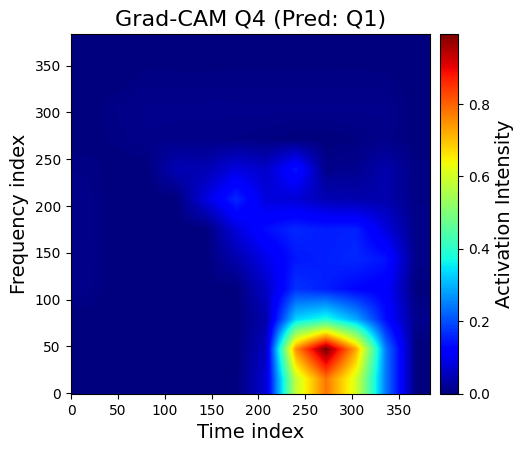 Grad-CAM Q4 (Pred: Q1)
Frequency index
350
300
250
200
150
100
50
0
0 50 100 150 200 250 300 350
Time index
0.8
0.6
0.4
0.2
0.0
Activation Intensity